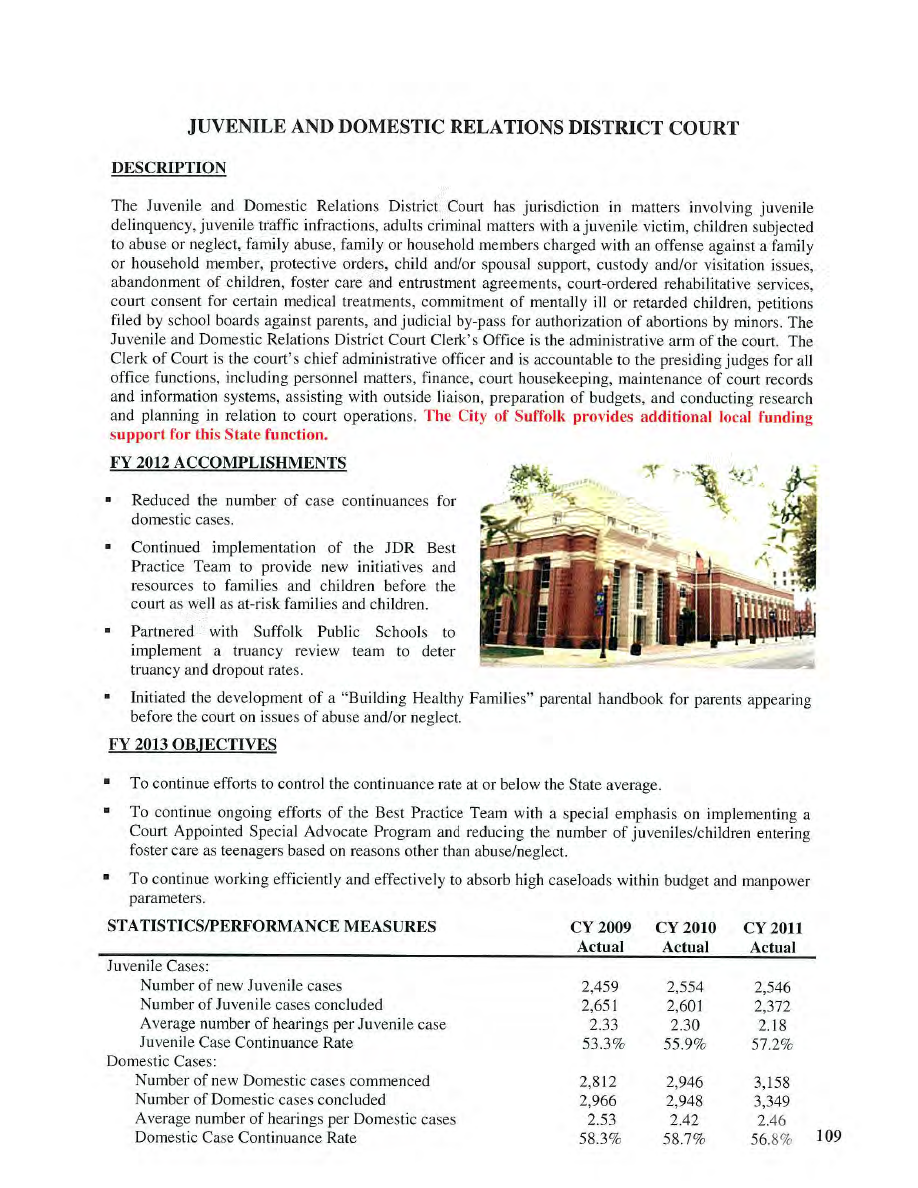 JUVENILE AND DOMESTIC RELATIONS DISTRICT COURT
DESCRIPTION
The Juvenile and Domestic Relations District Court has jurisdiction in matters involving juvenile
delinquency, juvenile traffic infractions, adults criminal matters with a juvenile victim, children subjected
to abuse or neglect, family abuse, family or household members charged with an offense against a family
or household member, protective orders, child and/or spousal support, custody and/or visitation issues,
abandonment of children, foster care and entrustment agreements, court-ordered rehabilitative services,
court consent for certain medical treatments, commitment of mentally ill or retarded children, petitions
filed by school boards against parents, and judicial by-pass for authorization of abortions by minors. The
Juvenile and Domestic Relations District Court Clerk's Office is the administrative arm of the court. The
Clerk of Court is the court's chief administrative officer and is accountable to the presiding judges for all
office functions, including personnel matters, finance, court housekeeping, maintenance of court records
and information systems, assisting with outside liaison, preparation of budgets, and conducting research
and planning in relation to court operations. The City of Suffolk provides additional local funding
support for this State function.
FY 2012 ACCOMPLISHMENTS
▪ Reduced the number of case continuances for
domestic cases.
▪ Continued implementation of the JDR Best
Practice Team to provide new initiatives and
resources to families and children before the
court as well as at-risk families and children.
▪ Partnered with Suffolk Public Schools to
implement a truancy review team to deter
truancy and dropout rates.
▪ Initiated the development of a "Building Healthy Families" parental handbook for parents appearing
before the court on issues of abuse and/or neglect.
FY 2013 OBJECTIVES
▪ To continue efforts to control the continuance rate at or below the State average.
▪ To continue ongoing efforts of the Best Practice Team with a special emphasis on implementing a
Court Appointed Special Advocate Program and reducing the number of juveniles/children entering
foster care as teenagers based on reasons other than abuse/neglect.
▪ To continue working efficiently and effectively to absorb high caseloads within budget and manpower
parameters.
STATISTICS/PERFORMANCE MEASURES CY 2009 CY 2010 CY 2011
Actual Actual Actual
Juvenile Cases:
Number of new Juvenile cases 2,459 2,554 2,546
Number of Juvenile cases concluded 2,651 2,601 2,372
Average number of hearings per Juvenile case 2.33 2.30 2.18
Juvenile Case Continuance Rate 53.3% 55.9% 57.2%
Domestic Cases:
Number of new Domestic cases commenced 2,812 2,946 3,158
Number of Domestic cases concluded 2,966 2,948 3,349
Average number of hearings per Domestic cases 2.53 2.42 2.46
Domestic Case Continuance Rate 58.3% 58.7% 56.8% 109